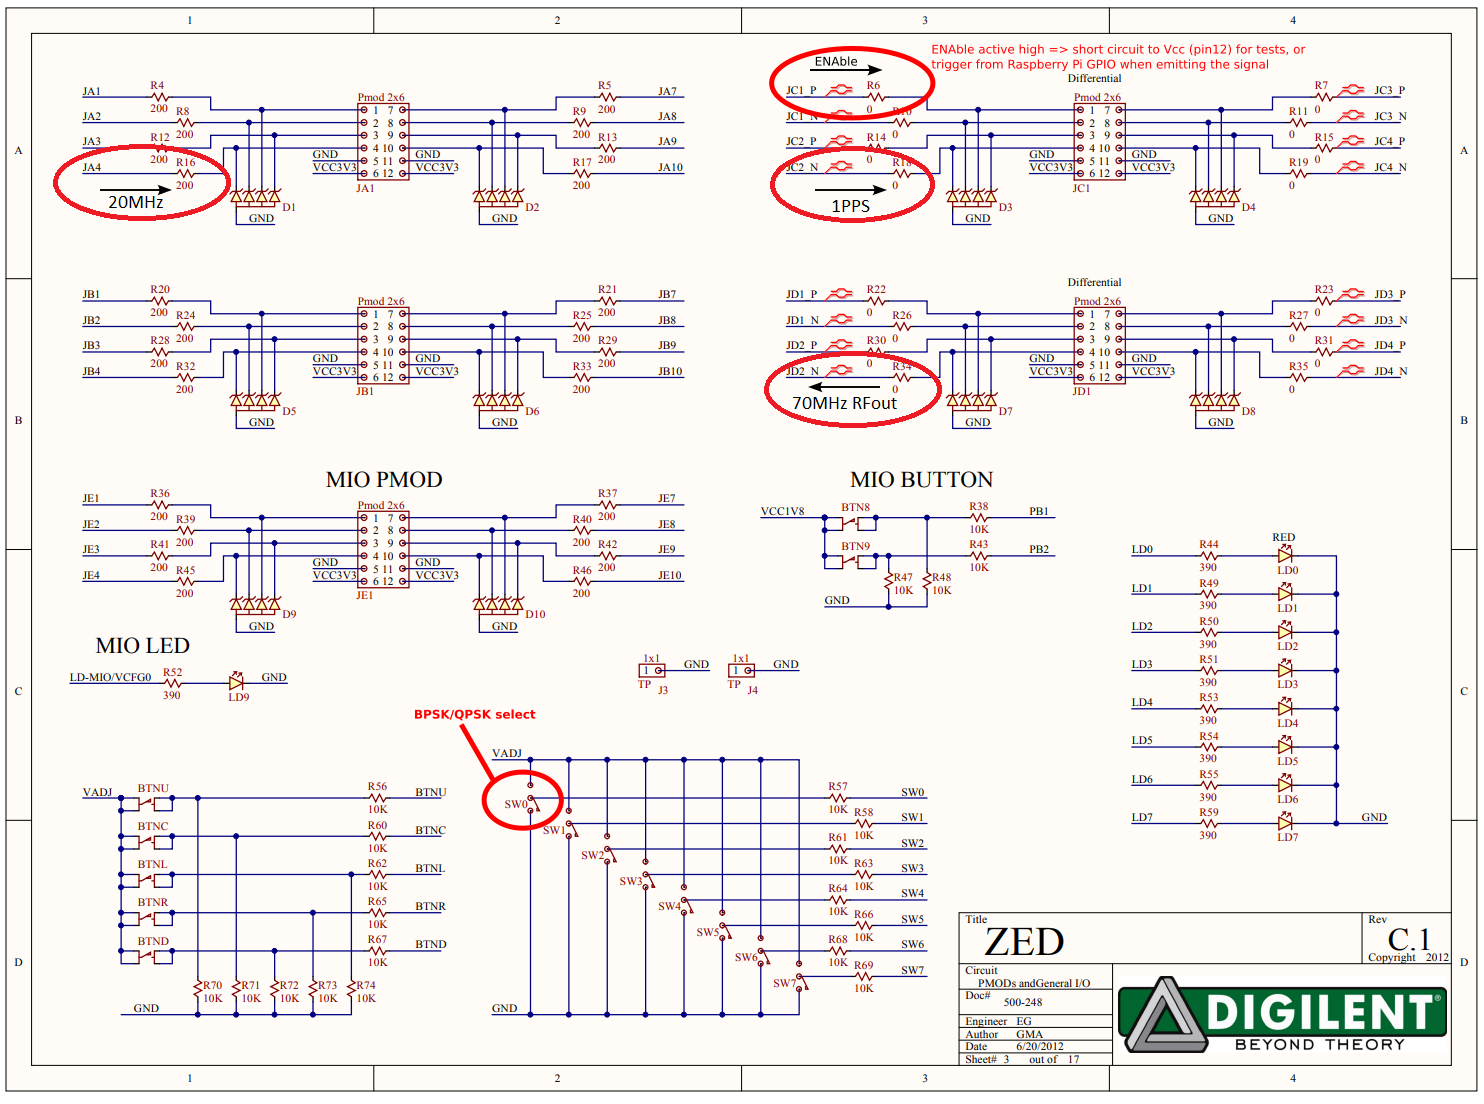 1 2 3 4
ENAble active high => short circuit to Vcc (pin12) for tests, or
trigger from Raspberry Pi GPIO when emitting the signal
A
JA1 R4 200
JA2 R8 200
JA3 R12 200
JA4 R16 200
20MHz
Pmod 2x6
1 7
2 8
3 9
4 10
GND 5 11 GND
VCC3V3 6 12 VCC3V3
JA1
R5 200 JA7
R9 200 JA8
R13 200 JA9
R17 200 JA10
D1 GND
D2 GND
ENAble
JC1_P R6 0
JC1_N R10
JC2_P R14 0
JC2_N R18 0
1PPS
Differential
Pmod 2x6
1 7
2 8
3 9
4 10
GND 5 11 GND
VCC3V3 6 12 VCC3V3
JC1
R7 0 JC3_P
R11 0 JC3_N
R15 0 JC4_P
R19 0 JC4_N
D3 GND
D4 GND
A
B
JB1 R20 200
JB2 R24 200
JB3 R28 200
JB4 R32 200
Pmod 2x6
1 7
2 8
3 9
4 10
GND 5 11 GND
VCC3V3 6 12 VCC3V3
JB1
R21 200 JB7
R25 200 JB8
R29 200 JB9
R33 200 JB10
D5 GND
D6 GND
JD1_P R22 0
JD1_N R26 0
JD2_P R30
JD2_N R34 0
70MHz RFout
Differential
Pmod 2x6
1 7
2 8
3 9
4 10
GND 5 11 GND
VCC3V3 6 12 VCC3V3
JD1
R23 0 JD3_P
R27 0 JD3_N
R31 0 JD4_P
R35 0 JD4_N
D7 GND
D8 GND
B
MIO PMOD
JE1 R36 200
JE2 R39 200
JE3 R41 200
JE4 R45 200
Pmod 2x6
1 7
2 8
3 9
4 10
GND 5 11 GND
VCC3V3 6 12 VCC3V3
JE1
R37 200 JE7
R40 200 JE8
R42 200 JE9
R46 200 JE10
D9 GND
D10 GND
MIO BUTTON
VCC1V8 BTN8 R38 10K PB1
BTN9 R43 10K PB2
R47 10K R48 10K
GND
RED
LD0 R44 390 LD0
LD1 R49 390 LD1
LD2 R50 390 LD2
LD3 R51 390 LD3
LD4 R53 390 LD4
LD5 R54 390 LD5
LD6 R55 390 LD6
LD7 R59 390 LD7 GND
C
MIO LED
LD-MIO/VCFG0 R52 390 LD9 GND
1x1 1 GND TP J3
1x1 1 GND TP J4
C
BPSK/QPSK select
VADJ BTNU R56 10K BTNU
BTNC R60 10K BTNC
BTNL R62 10K BTNL
BTNR R65 10K BTNR
BTND R67 10K BTND
R70 10K R71 10K R72 10K R73 10K R74 10K
GND
VADJ
SW0 R57 10K SW0
SW1 R58 10K SW1
SW2 R61 10K SW2
SW3 R63 10K SW3
SW4 R64 10K SW4
SW5 R66 10K SW5
SW6 R68 10K SW6
SW7 R69 10K SW7
GND
D
Title
ZED
Rev
C.1
Copyright 2012
Circuit
PMODs andGeneral I/O
Doc# 500-248
Engineer EG
Author GMA
Date 6/20/2012
Sheet# 3 out of 17
DIGILENT®
BEYOND THEORY
D
1 2 3 4